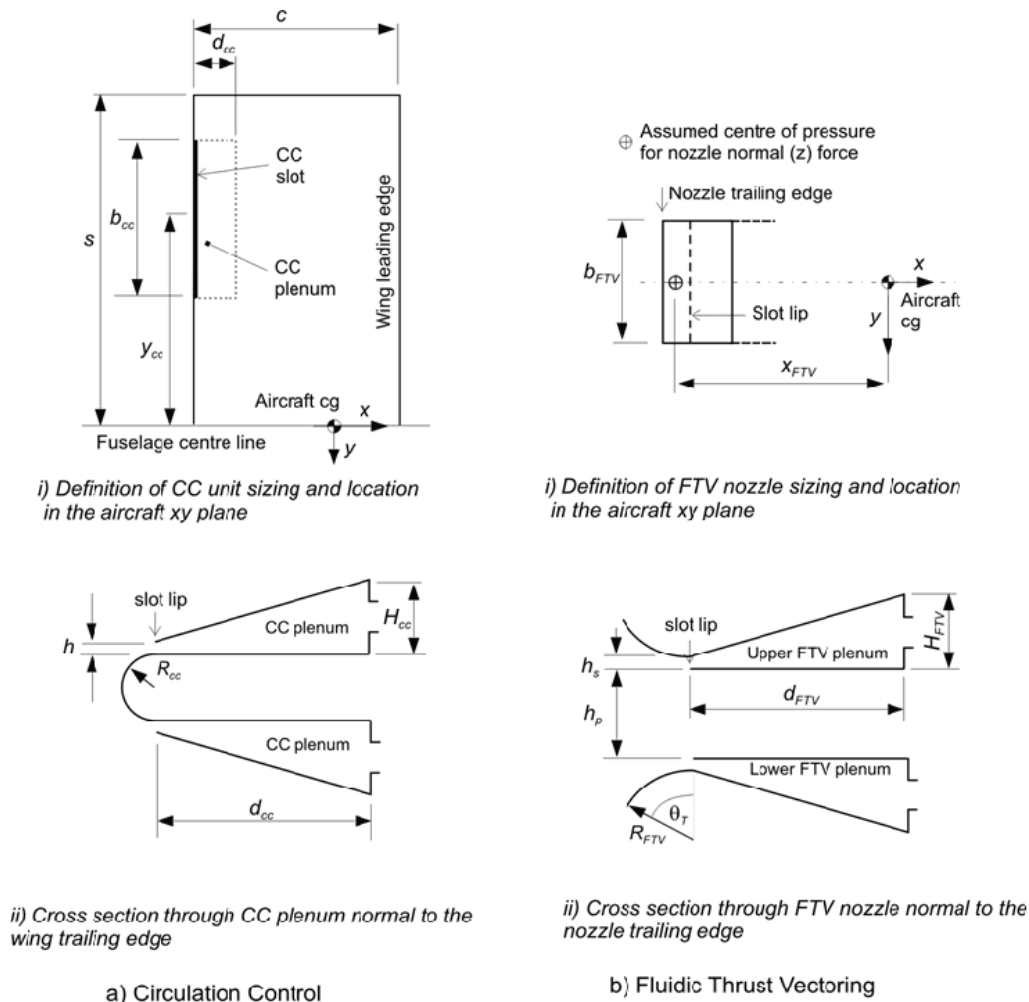 c
d_cc
CC
slot
b_cc
s
CC
plenum
Wing leading edge
y_cc
Aircraft cg
x
Fuselage centre line
y
i) Definition of CC unit sizing and location
in the aircraft xy plane
slot lip
CC plenum
H_cc
h
R_cc
CC plenum
d_cc
ii) Cross section through CC plenum normal to the
wing trailing edge
a) Circulation Control
Assumed centre of pressure
for nozzle normal (z) force
Nozzle trailing edge
b_FTV
x
Aircraft
cg
Slot lip
y
x_FTV
i) Definition of FTV nozzle sizing and location
in the aircraft xy plane
slot lip
Upper FTV plenum
H_FTV
h_s
d_FTV
h_p
Lower FTV plenum
θ_T
R_FTV
ii) Cross section through FTV nozzle normal to the
nozzle trailing edge
b) Fluidic Thrust Vectoring